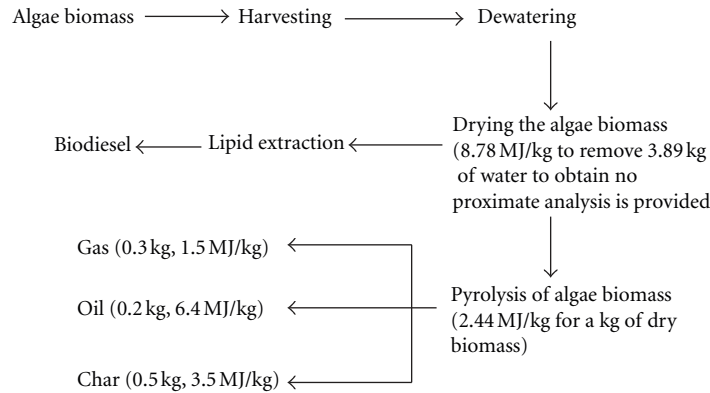 Algae biomass
Harvesting
Dewatering
Drying the algae biomass
(8.78 MJ/kg to remove 3.89 kg
of water to obtain no
proximate analysis is provided
Lipid extraction
Biodiesel
Pyrolysis of algae biomass
(2.44 MJ/kg for a kg of dry
biomass)
Gas (0.3 kg, 1.5 MJ/kg)
Oil (0.2 kg, 6.4 MJ/kg)
Char (0.5 kg, 3.5 MJ/kg)